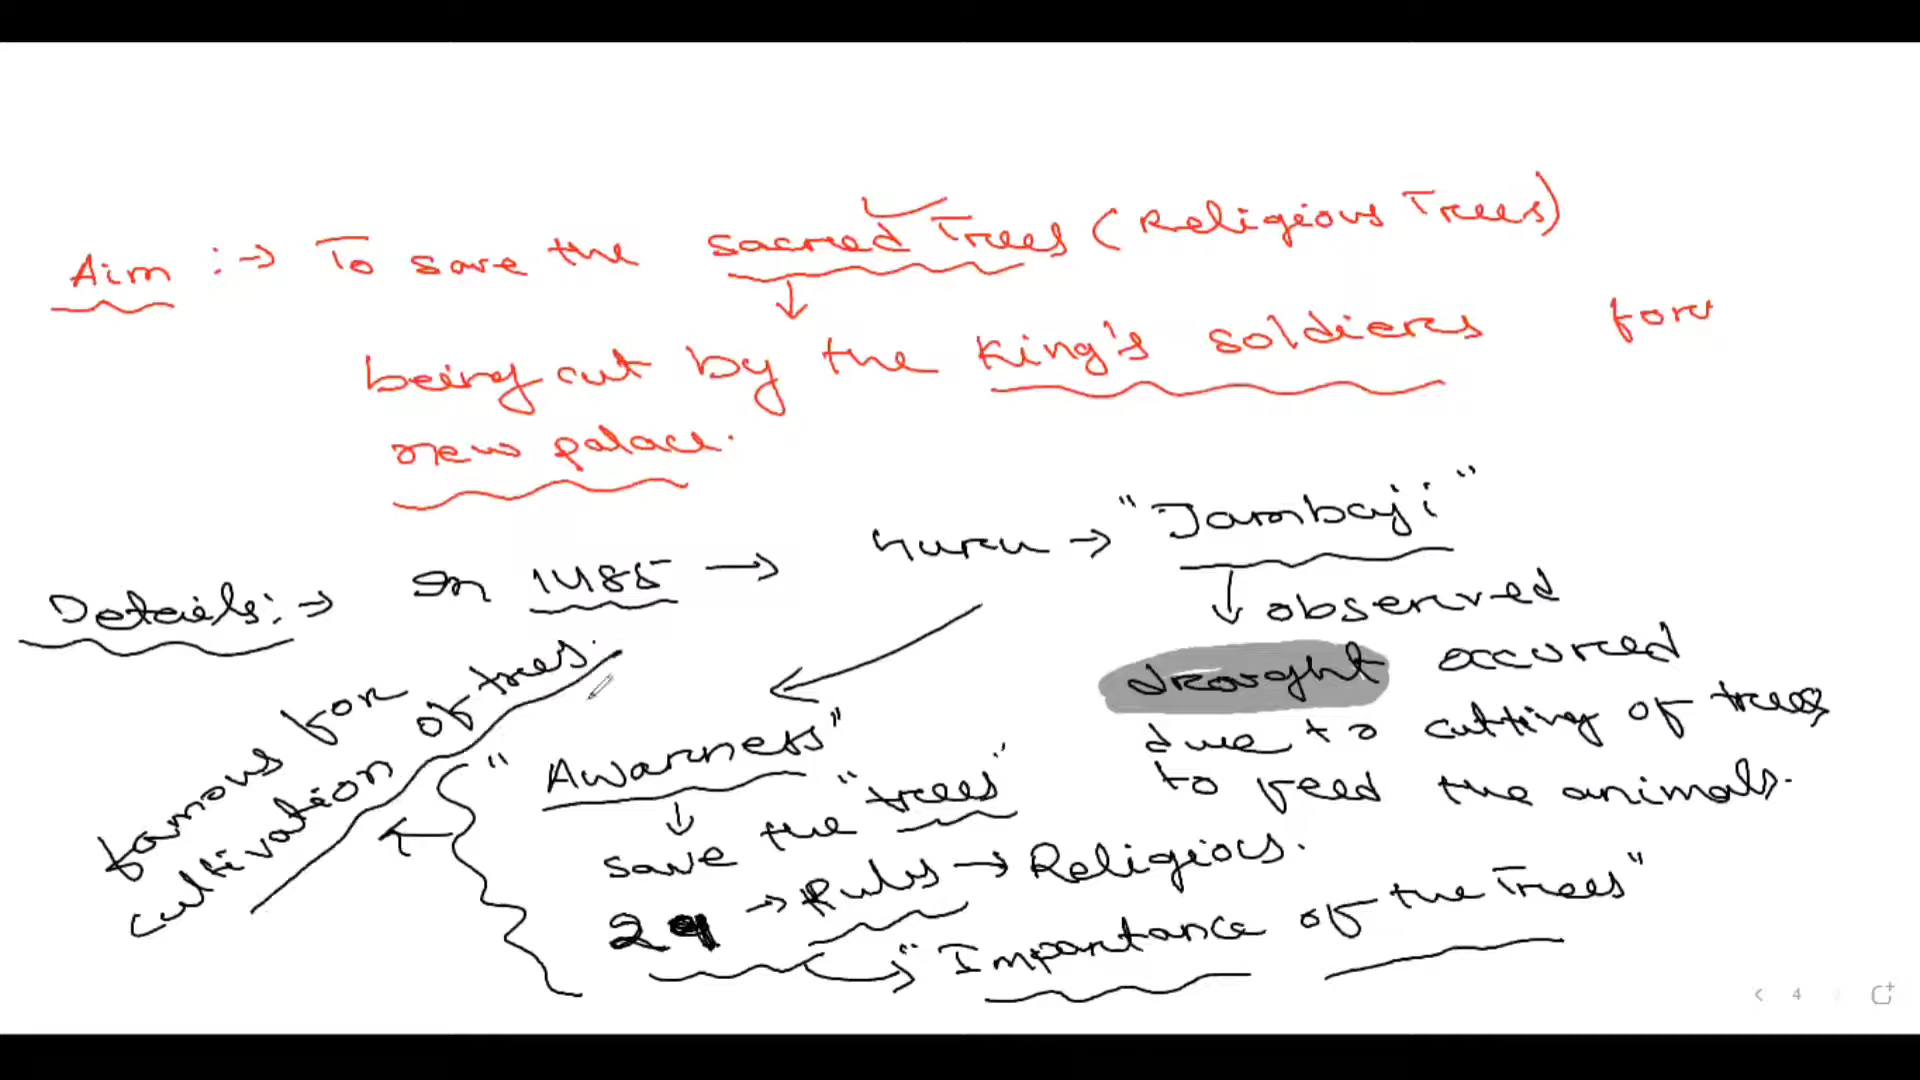 Aim :→ To save the sacred Trees (Religious Trees)
↓
being cut by the King's soldiers for
new palace.
Details :→ In 1485 → Guru → "Jambaji"
↓ observed
drought occured
due to cutting of trees
to feed the animals.
"Awarness"
↓
save the "trees"
29 → Rules → Religious.
→ "Importance of the Trees"
famous for
cultivation of trees.
4